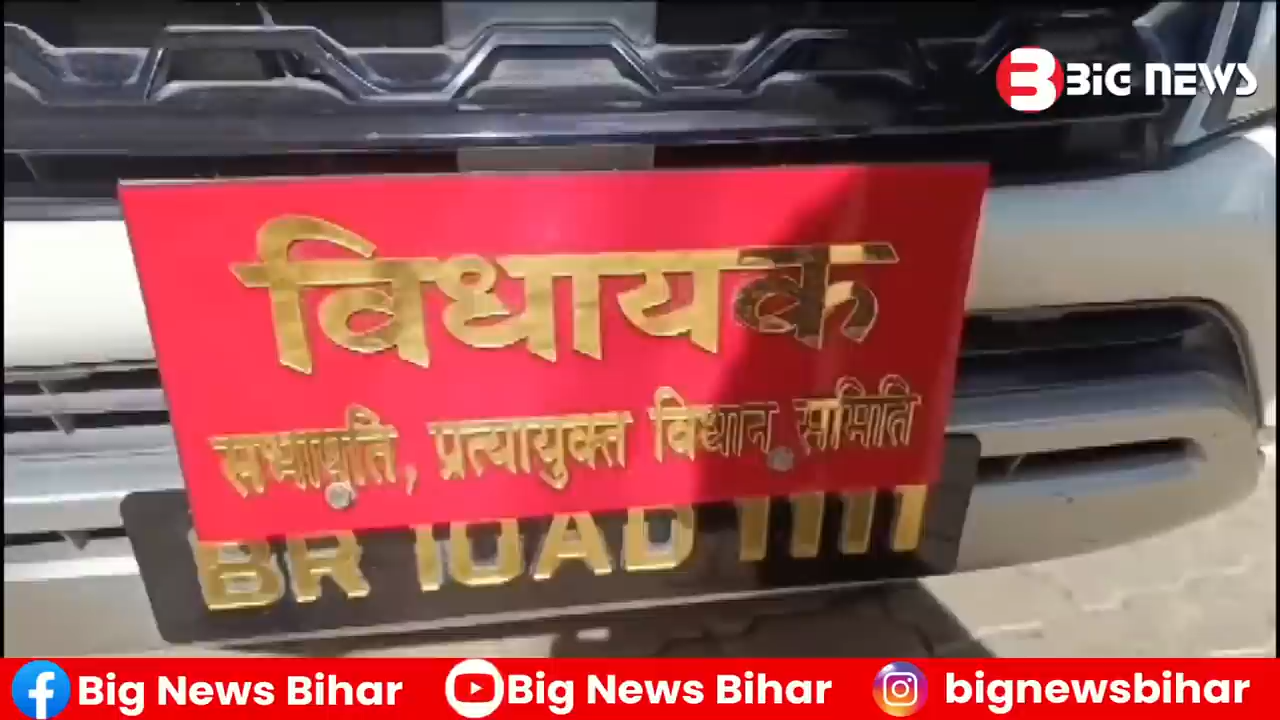 BiG NEWS
विधायक
सभापति, प्रत्यायुक्त विधान समिति
BR 10AD 1111
Big News Bihar
Big News Bihar
bignewsbihar